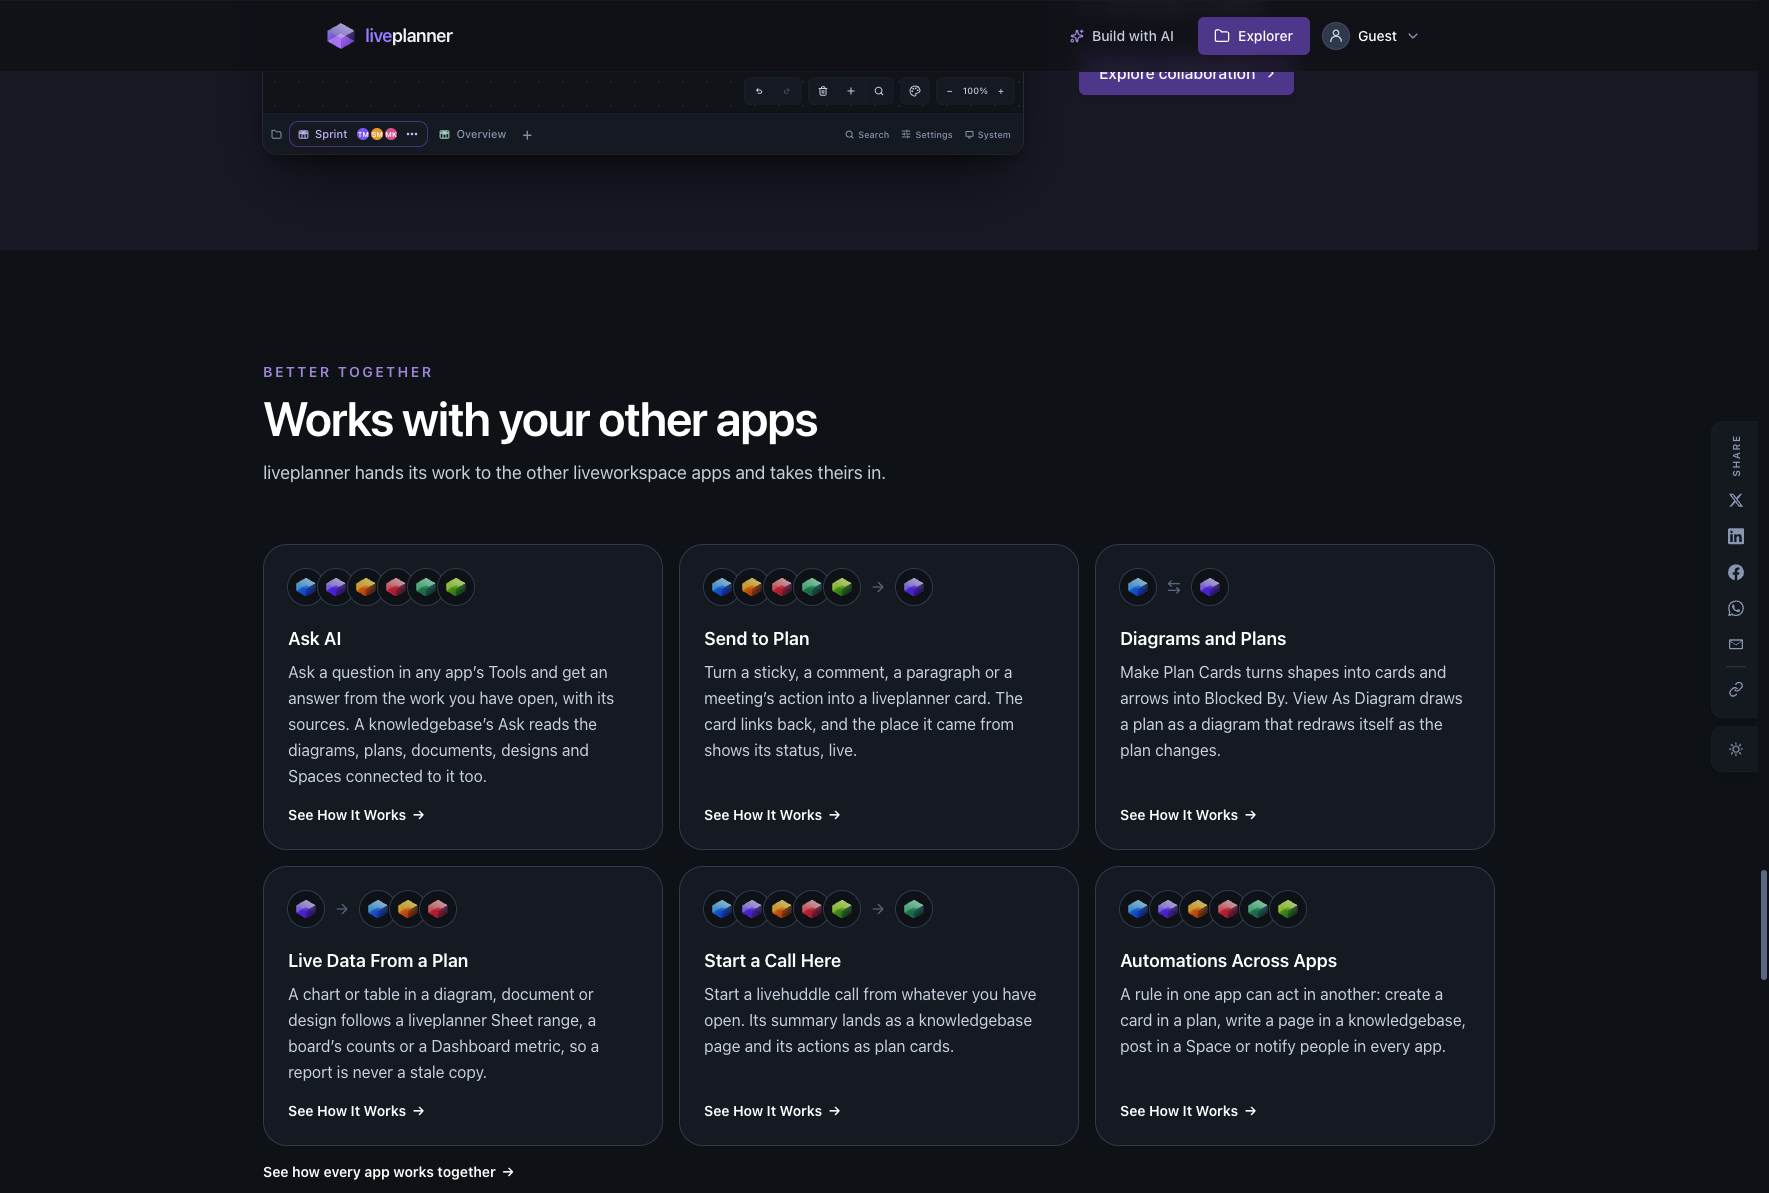 liveplanner
Build with AI
Explorer
Guest
Explore collaboration
100%
Sprint
TM
SM
MK
Overview
Search
Settings
System
BETTER TOGETHER
Works with your other apps
liveplanner hands its work to the other liveworkspace apps and takes theirs in.
SHARE
Ask AI
Ask a question in any app’s Tools and get an
answer from the work you have open, with its
sources. A knowledgebase’s Ask reads the
diagrams, plans, documents, designs and
Spaces connected to it too.
See How It Works
Send to Plan
Turn a sticky, a comment, a paragraph or a
meeting’s action into a liveplanner card. The
card links back, and the place it came from
shows its status, live.
See How It Works
Diagrams and Plans
Make Plan Cards turns shapes into cards and
arrows into Blocked By. View As Diagram draws
a plan as a diagram that redraws itself as the
plan changes.
See How It Works
Live Data From a Plan
A chart or table in a diagram, document or
design follows a liveplanner Sheet range, a
board’s counts or a Dashboard metric, so a
report is never a stale copy.
See How It Works
Start a Call Here
Start a livehuddle call from whatever you have
open. Its summary lands as a knowledgebase
page and its actions as plan cards.
See How It Works
Automations Across Apps
A rule in one app can act in another: create a
card in a plan, write a page in a knowledgebase,
post in a Space or notify people in every app.
See How It Works
See how every app works together